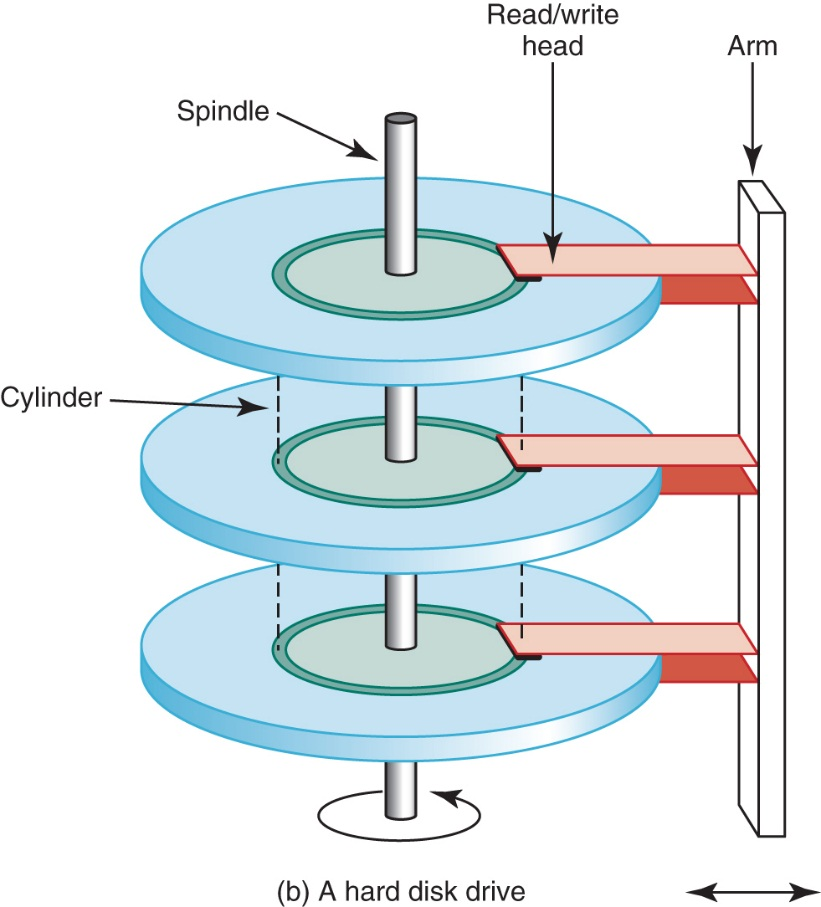 Read/write
head
Arm
Spindle
Cylinder
(b) A hard disk drive